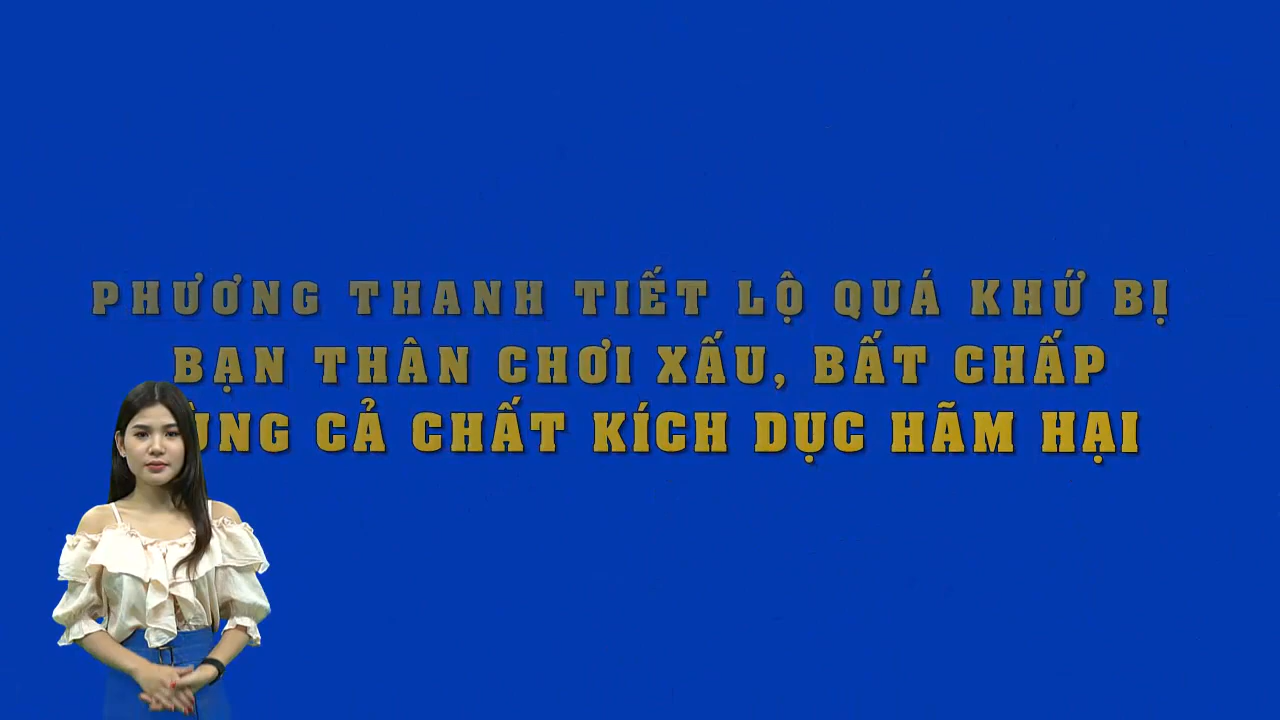 PHƯƠNG THANH TIẾT LỘ QUÁ KHỨ BỊ
BẠN THÂN CHƠI XẤU, BẤT CHẤP
CẢ CHẤT KÍCH DỤC HÃM HẠI